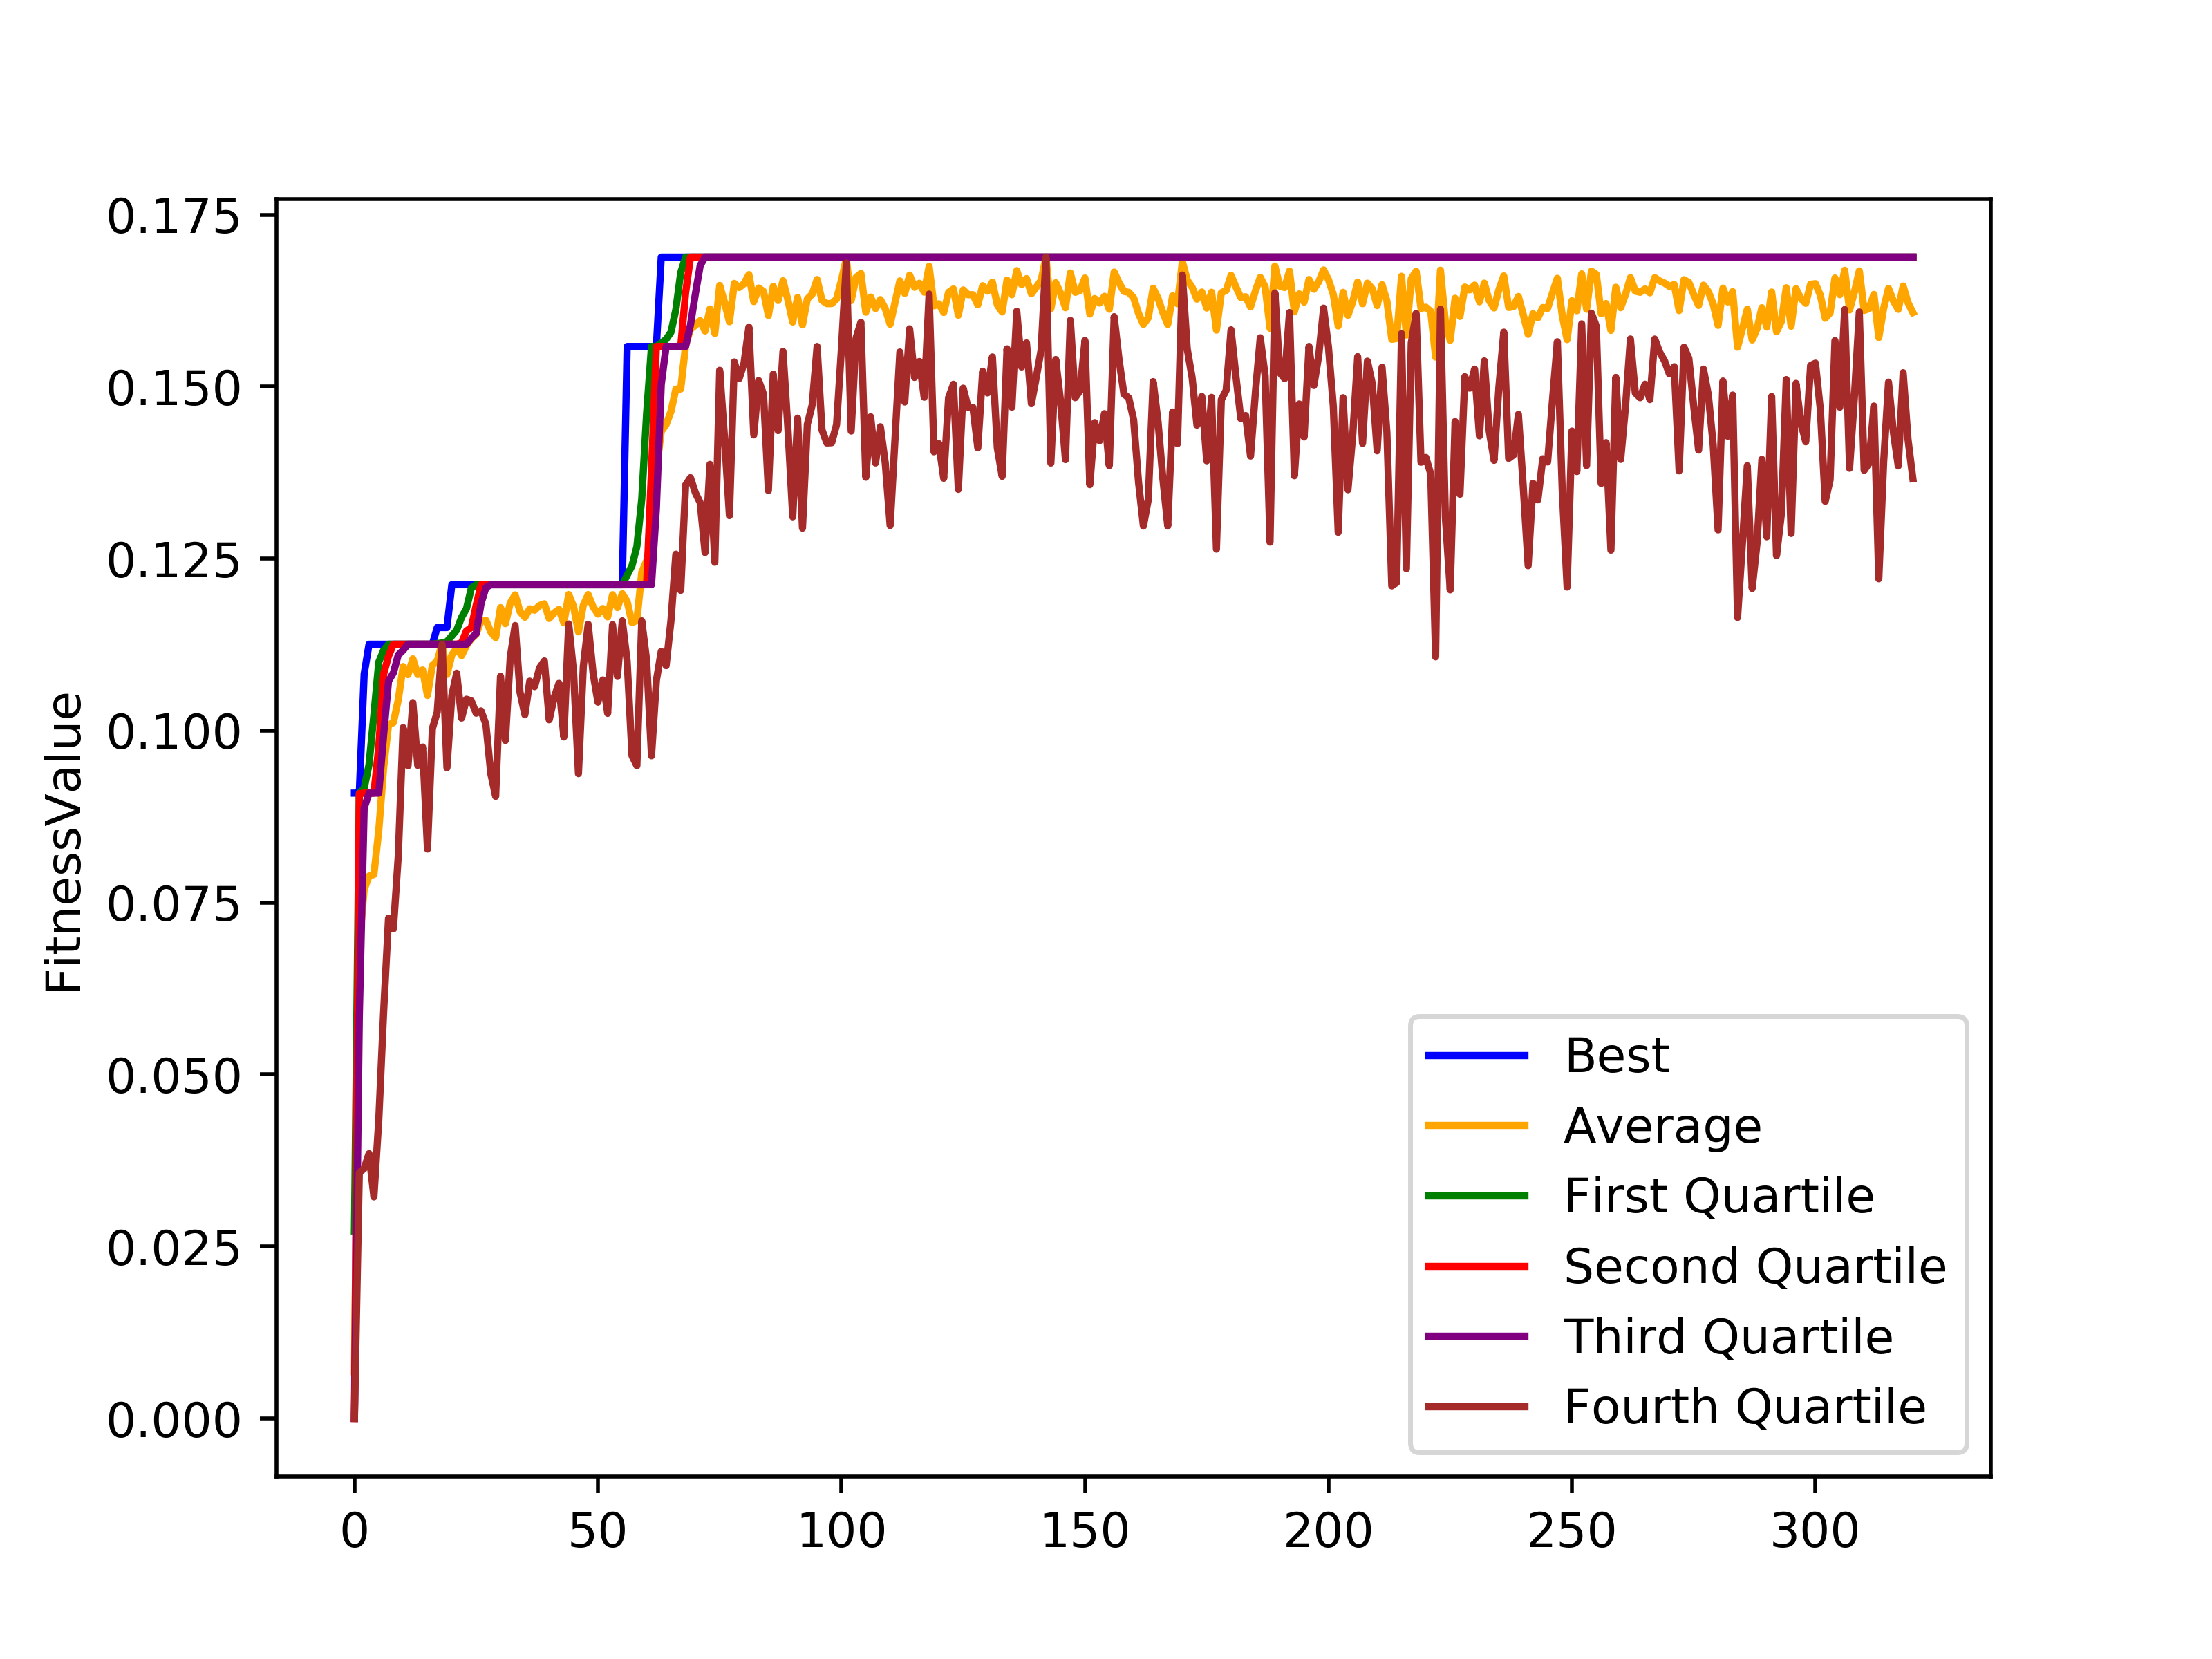 0.175
0.150
0.125
0.100
0.075
0.050
0.025
0.000
FitnessValue
0 50 100 150 200 250 300
Best
Average
First Quartile
Second Quartile
Third Quartile
Fourth Quartile